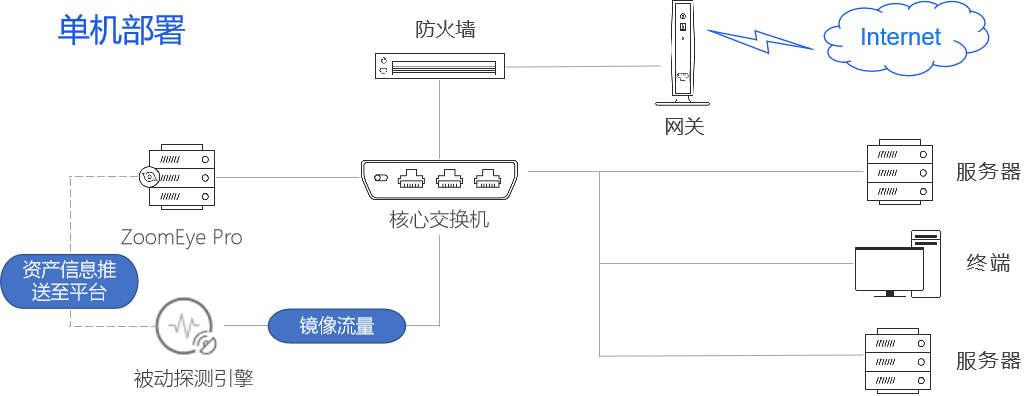 单机部署
防火墙
Internet
网关
服务器
核心交换机
ZoomEye Pro
资产信息推
送至平台
终端
镜像流量
服务器
被动探测引擎